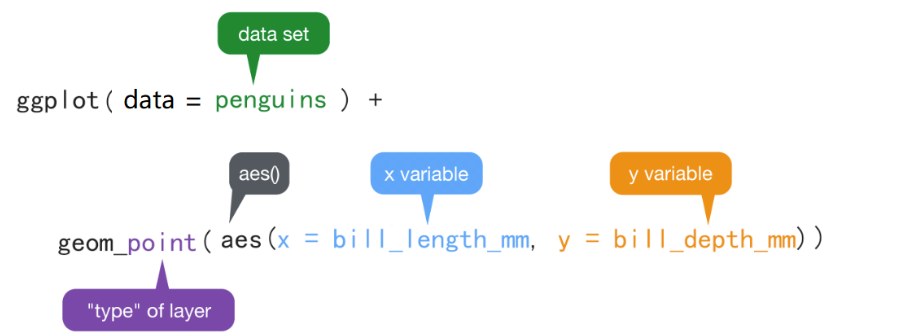 data set
ggplot( data = penguins ) +
aes() x variable y variable
geom_point( aes(x = bill_length_mm, y = bill_depth_mm))
"type" of layer